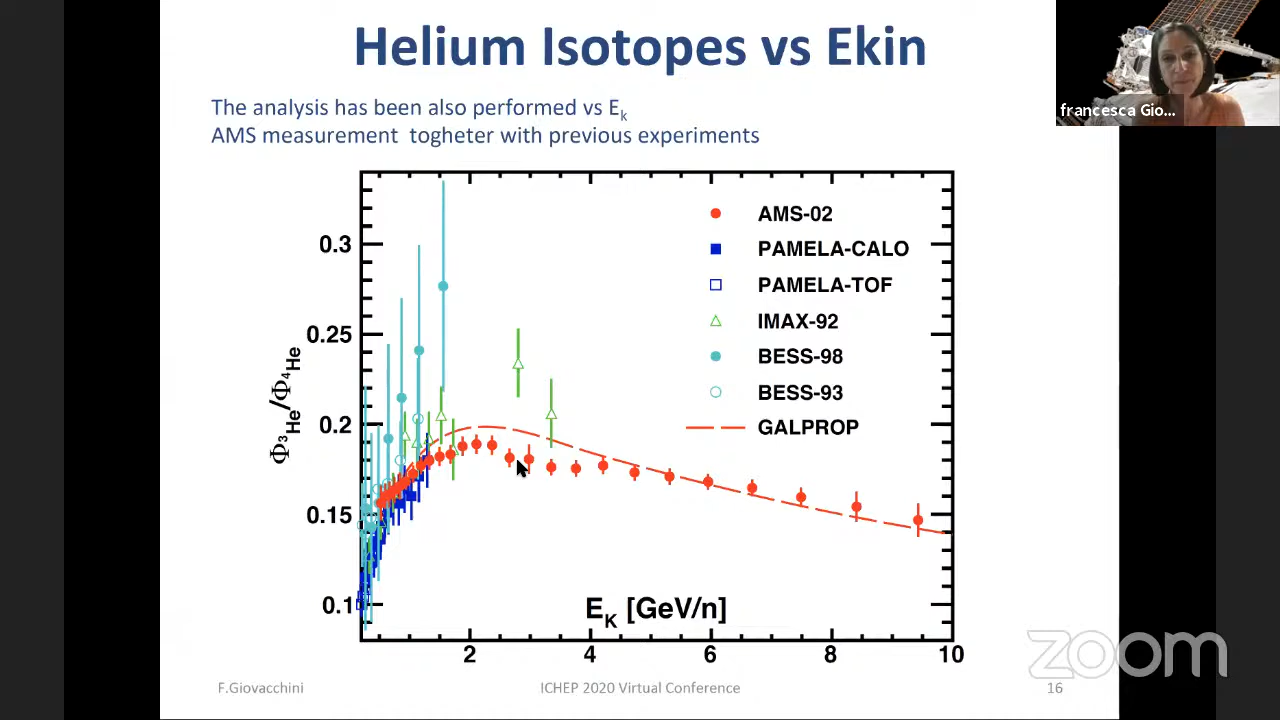 Helium Isotopes vs Ekin
francesca Gio...
The analysis has been also performed vs Ek
AMS measurement togheter with previous experiments
AMS-02
PAMELA-CALO
PAMELA-TOF
IMAX-92
BESS-98
BESS-93
GALPROP
0.3
0.25
0.2
0.15
0.1
Φ³He/Φ⁴He
EK [GeV/n]
2 4 6 8 10
zoom
F.Giovacchini ICHEP 2020 Virtual Conference 16